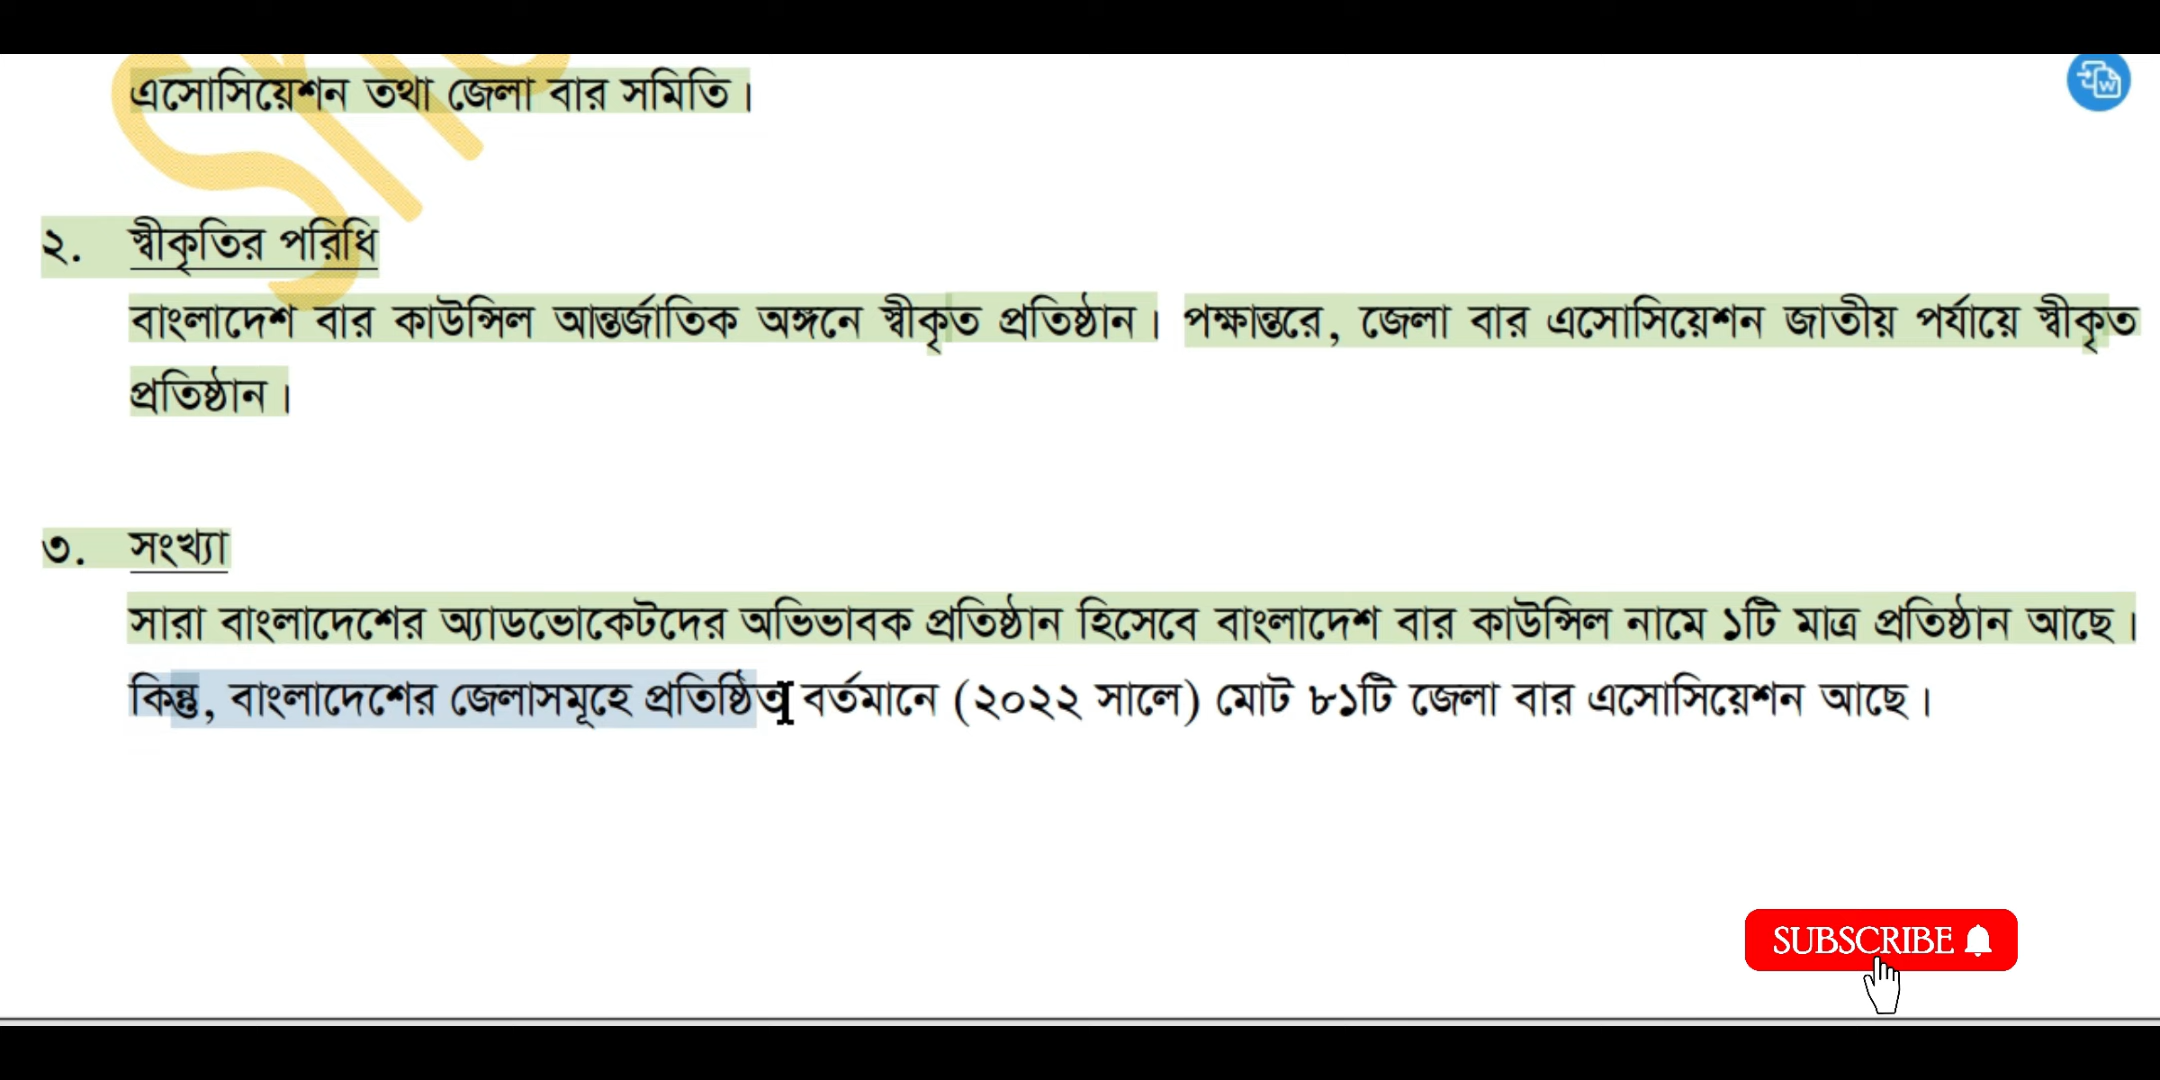 এসোসিয়েশন তথা জেলা বার সমিতি।
২. স্বীকৃতির পরিধি
বাংলাদেশ বার কাউন্সিল আন্তর্জাতিক অঙ্গনে স্বীকৃত প্রতিষ্ঠান। পক্ষান্তরে, জেলা বার এসোসিয়েশন জাতীয় পর্যায়ে স্বীকৃত
প্রতিষ্ঠান।
৩. সংখ্যা
সারা বাংলাদেশের অ্যাডভোকেটদের অভিভাবক প্রতিষ্ঠান হিসেবে বাংলাদেশ বার কাউন্সিল নামে ১টি মাত্র প্রতিষ্ঠান আছে।
কিন্তু, বাংলাদেশের জেলাসমূহে প্রতিষ্ঠিত বর্তমানে (২০২২ সালে) মোট ৮১টি জেলা বার এসোসিয়েশন আছে।
SUBSCRIBE